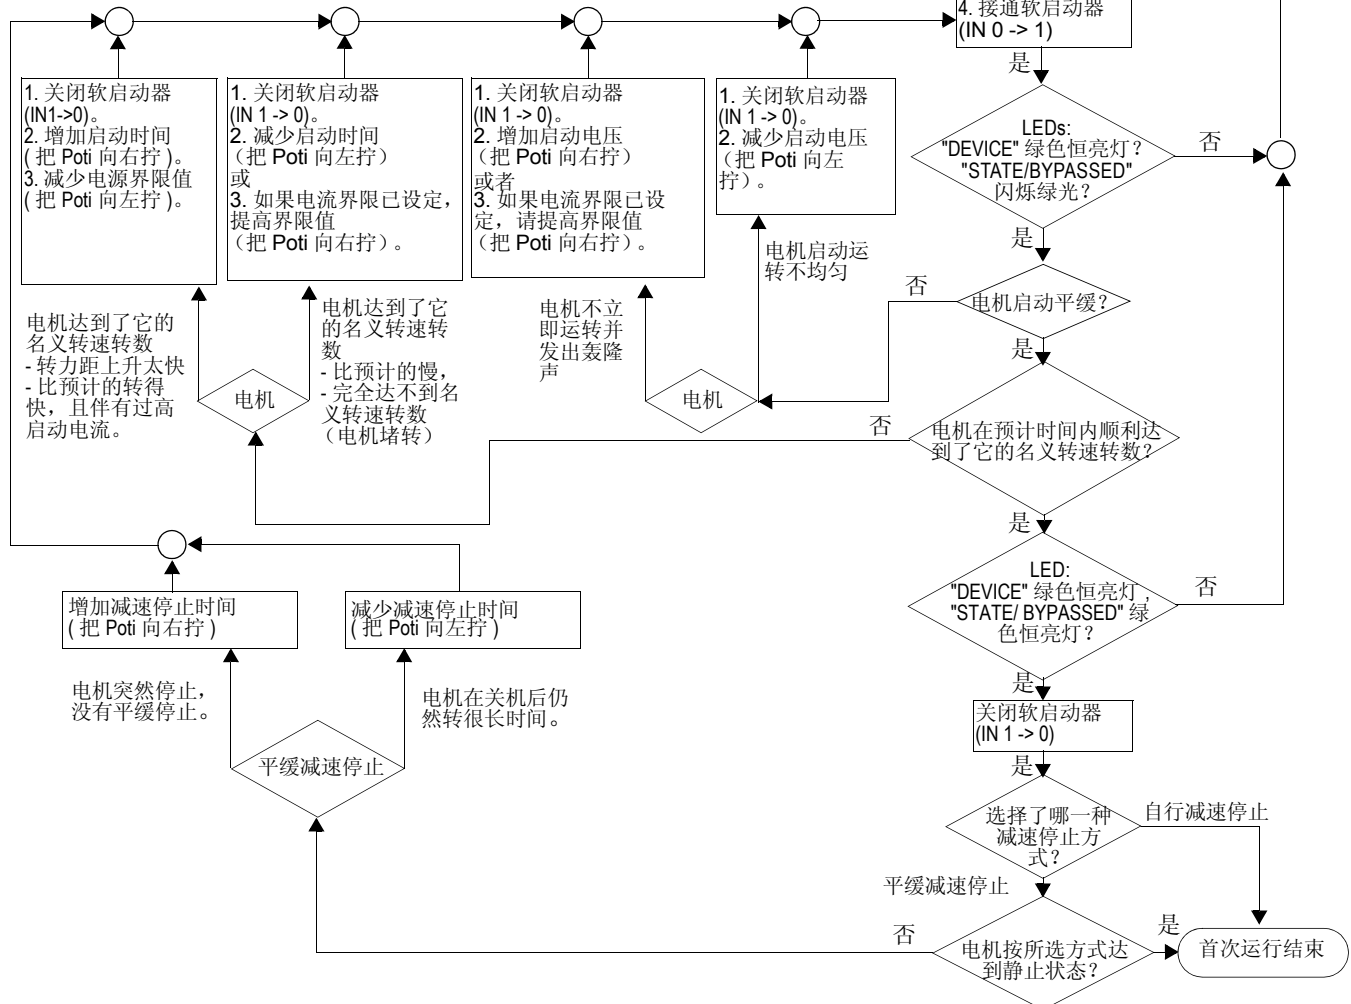 4. 接通软启动器
(IN 0 -> 1)
是
1. 关闭软启动器
(IN1->0)。
2. 增加启动时间
( 把 Poti 向右拧 )。
3. 减少电源界限值
( 把 Poti 向左拧 )。
1. 关闭软启动器
(IN 1 -> 0)。
2. 减少启动时间
（把 Poti 向左拧）
或
3. 如果电流界限已设定，
提高界限值
（把 Poti 向右拧）。
1. 关闭软启动器
(IN 1 -> 0)。
2. 增加启动电压
（把 Poti 向右拧）
或者
3. 如果电流界限已设
定，请提高界限值
（把 Poti 向右拧）。
1. 关闭软启动器
(IN 1 -> 0)。
2. 减少启动电压
（把 Poti 向左
拧）。
LEDs:
"DEVICE" 绿色恒亮灯？
"STATE/BYPASSED"
闪烁绿光？
否
是
电机启动运
转不均匀
否
电机启动平缓？
电机不立
即运转并
发出轰隆
声
电机达到了它的
名义转速转数
- 转力距上升太快
- 比预计的转得
快，且伴有过高
启动电流。
电机达到了它
的名义转速转
数
- 比预计的慢，
- 完全达不到名
义转速转数
（电机堵转）
电机
电机
是
否
电机在预计时间内顺利达
到了它的名义转速转数？
是
LED:
"DEVICE" 绿色恒亮灯 ,
"STATE/ BYPASSED" 绿
色恒亮灯？
否
增加减速停止时间
( 把 Poti 向右拧 )
减少减速停止时间
( 把 Poti 向左拧 )
是
电机突然停止，
没有平缓停止。
电机在关机后仍
然转很长时间。
关闭软启动器
(IN 1 -> 0)
平缓减速停止
是
选择了哪一种
减速停止方
式？
自行减速停止
平缓减速停止
否
电机按所选方式达
到静止状态？
是
首次运行结束